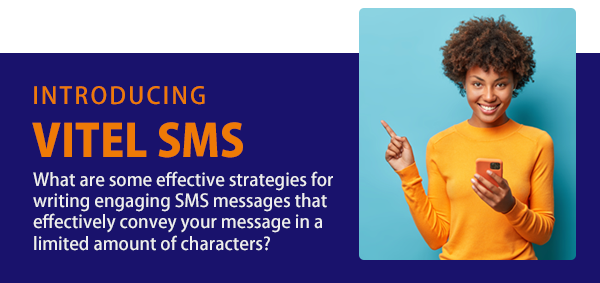 INTRODUCING
VITEL SMS
What are some effective strategies for
writing engaging SMS messages that
effectively convey your message in a
limited amount of characters?